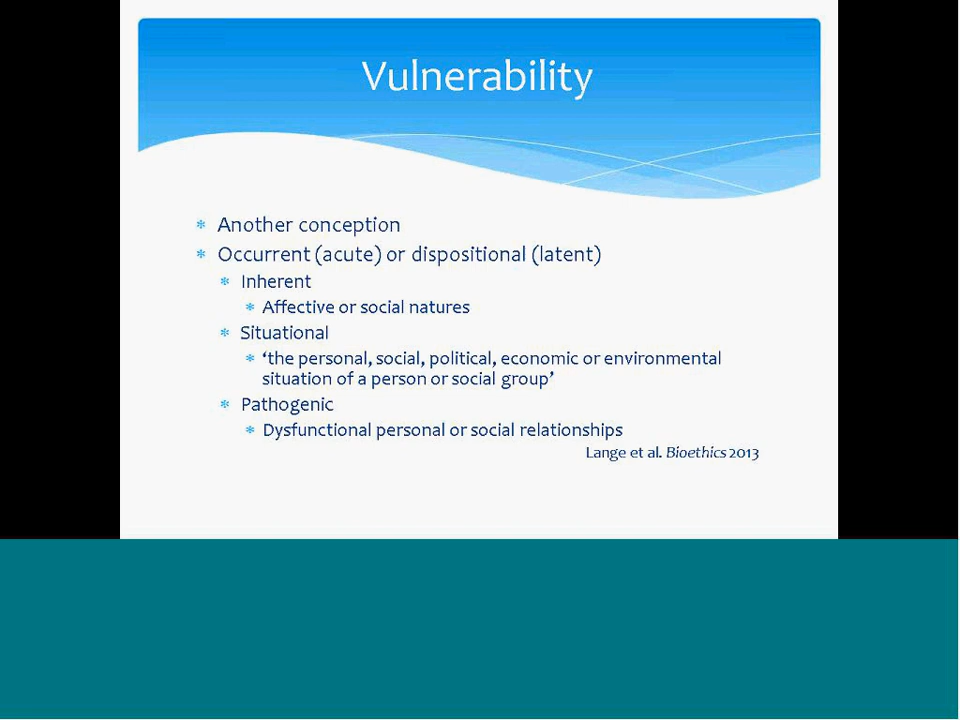 Vulnerability
Another conception
Occurrent (acute) or dispositional (latent)
Inherent
Affective or social natures
Situational
‘the personal, social, political, economic or environmental
situation of a person or social group’
Pathogenic
Dysfunctional personal or social relationships
Lange et al. Bioethics 2013